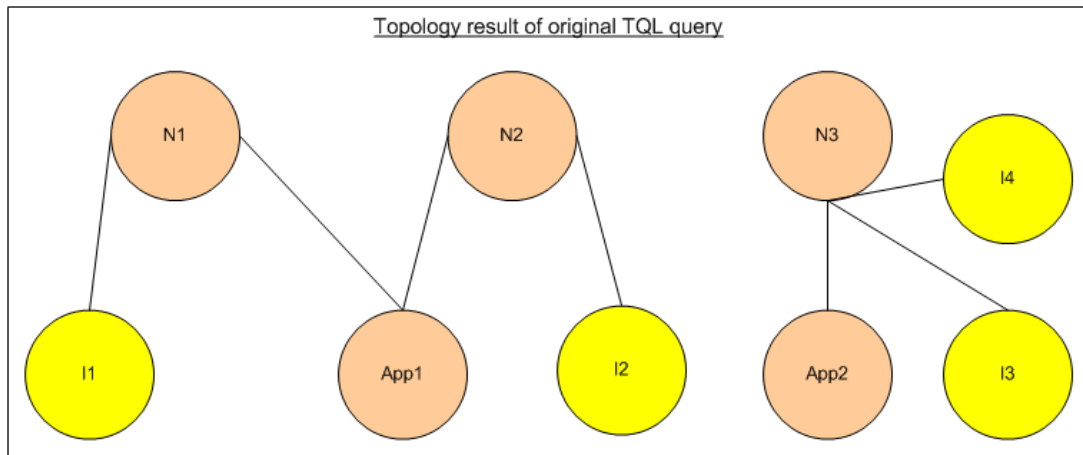 Topology result of original TQL query
N1
N2
N3
I4
I1
App1
I2
App2
I3